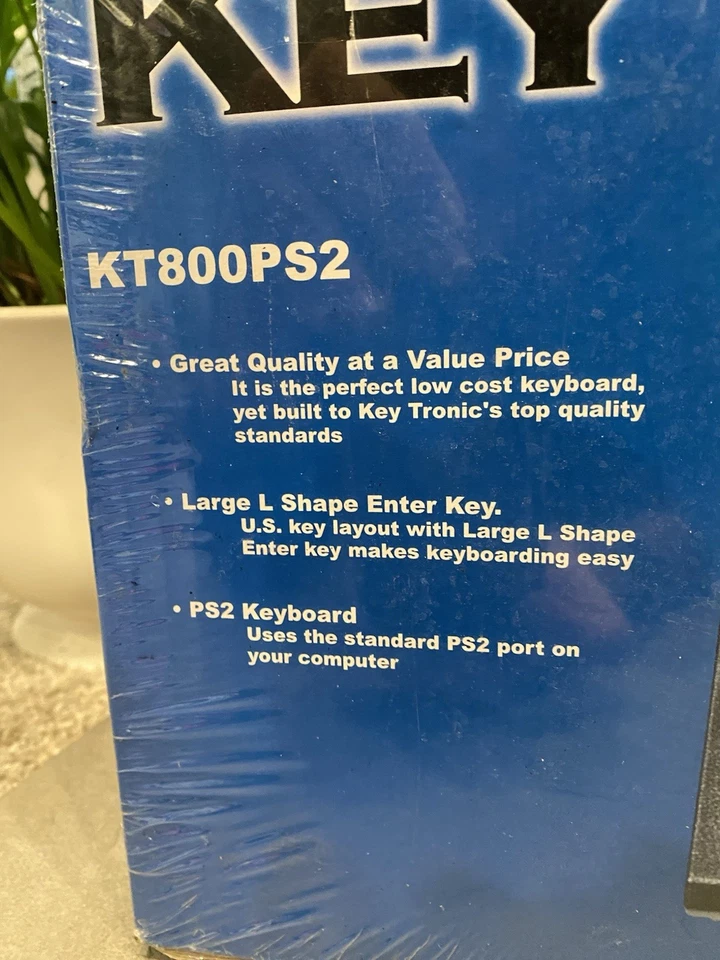 KEY
KT800PS2
• Great Quality at a Value Price
It is the perfect low cost keyboard,
yet built to Key Tronic's top quality
standards
• Large L Shape Enter Key.
U.S. key layout with Large L Shape
Enter key makes keyboarding easy
• PS2 Keyboard
Uses the standard PS2 port on
your computer